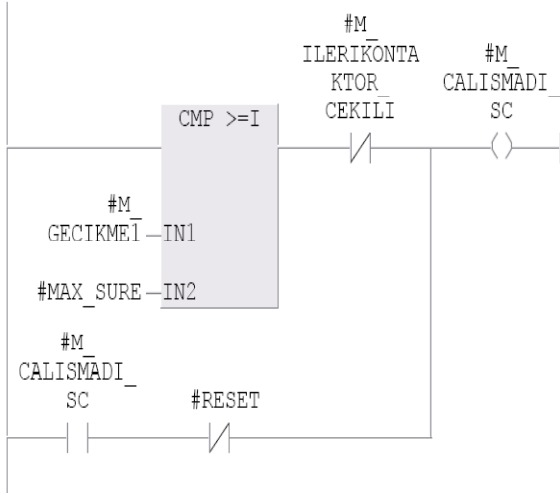 #M_
ILERIKONTA
KTOR_
CEKILI
#M_
CALISMADI_
SC
CMP >=I
#M_
GECIKME1
IN1
#MAX_SURE
IN2
#M_
CALISMADI_
SC
#RESET